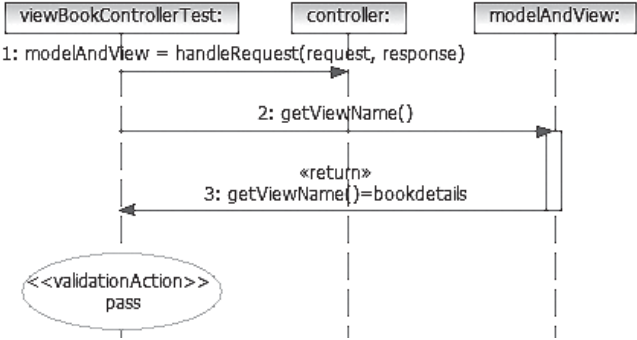 viewBookControllerTest: controller: modelAndView:
1: modelAndView = handleRequest(request, response)
2: getViewName()
«return»
3: getViewName()=bookdetails
<<validationAction>>
pass